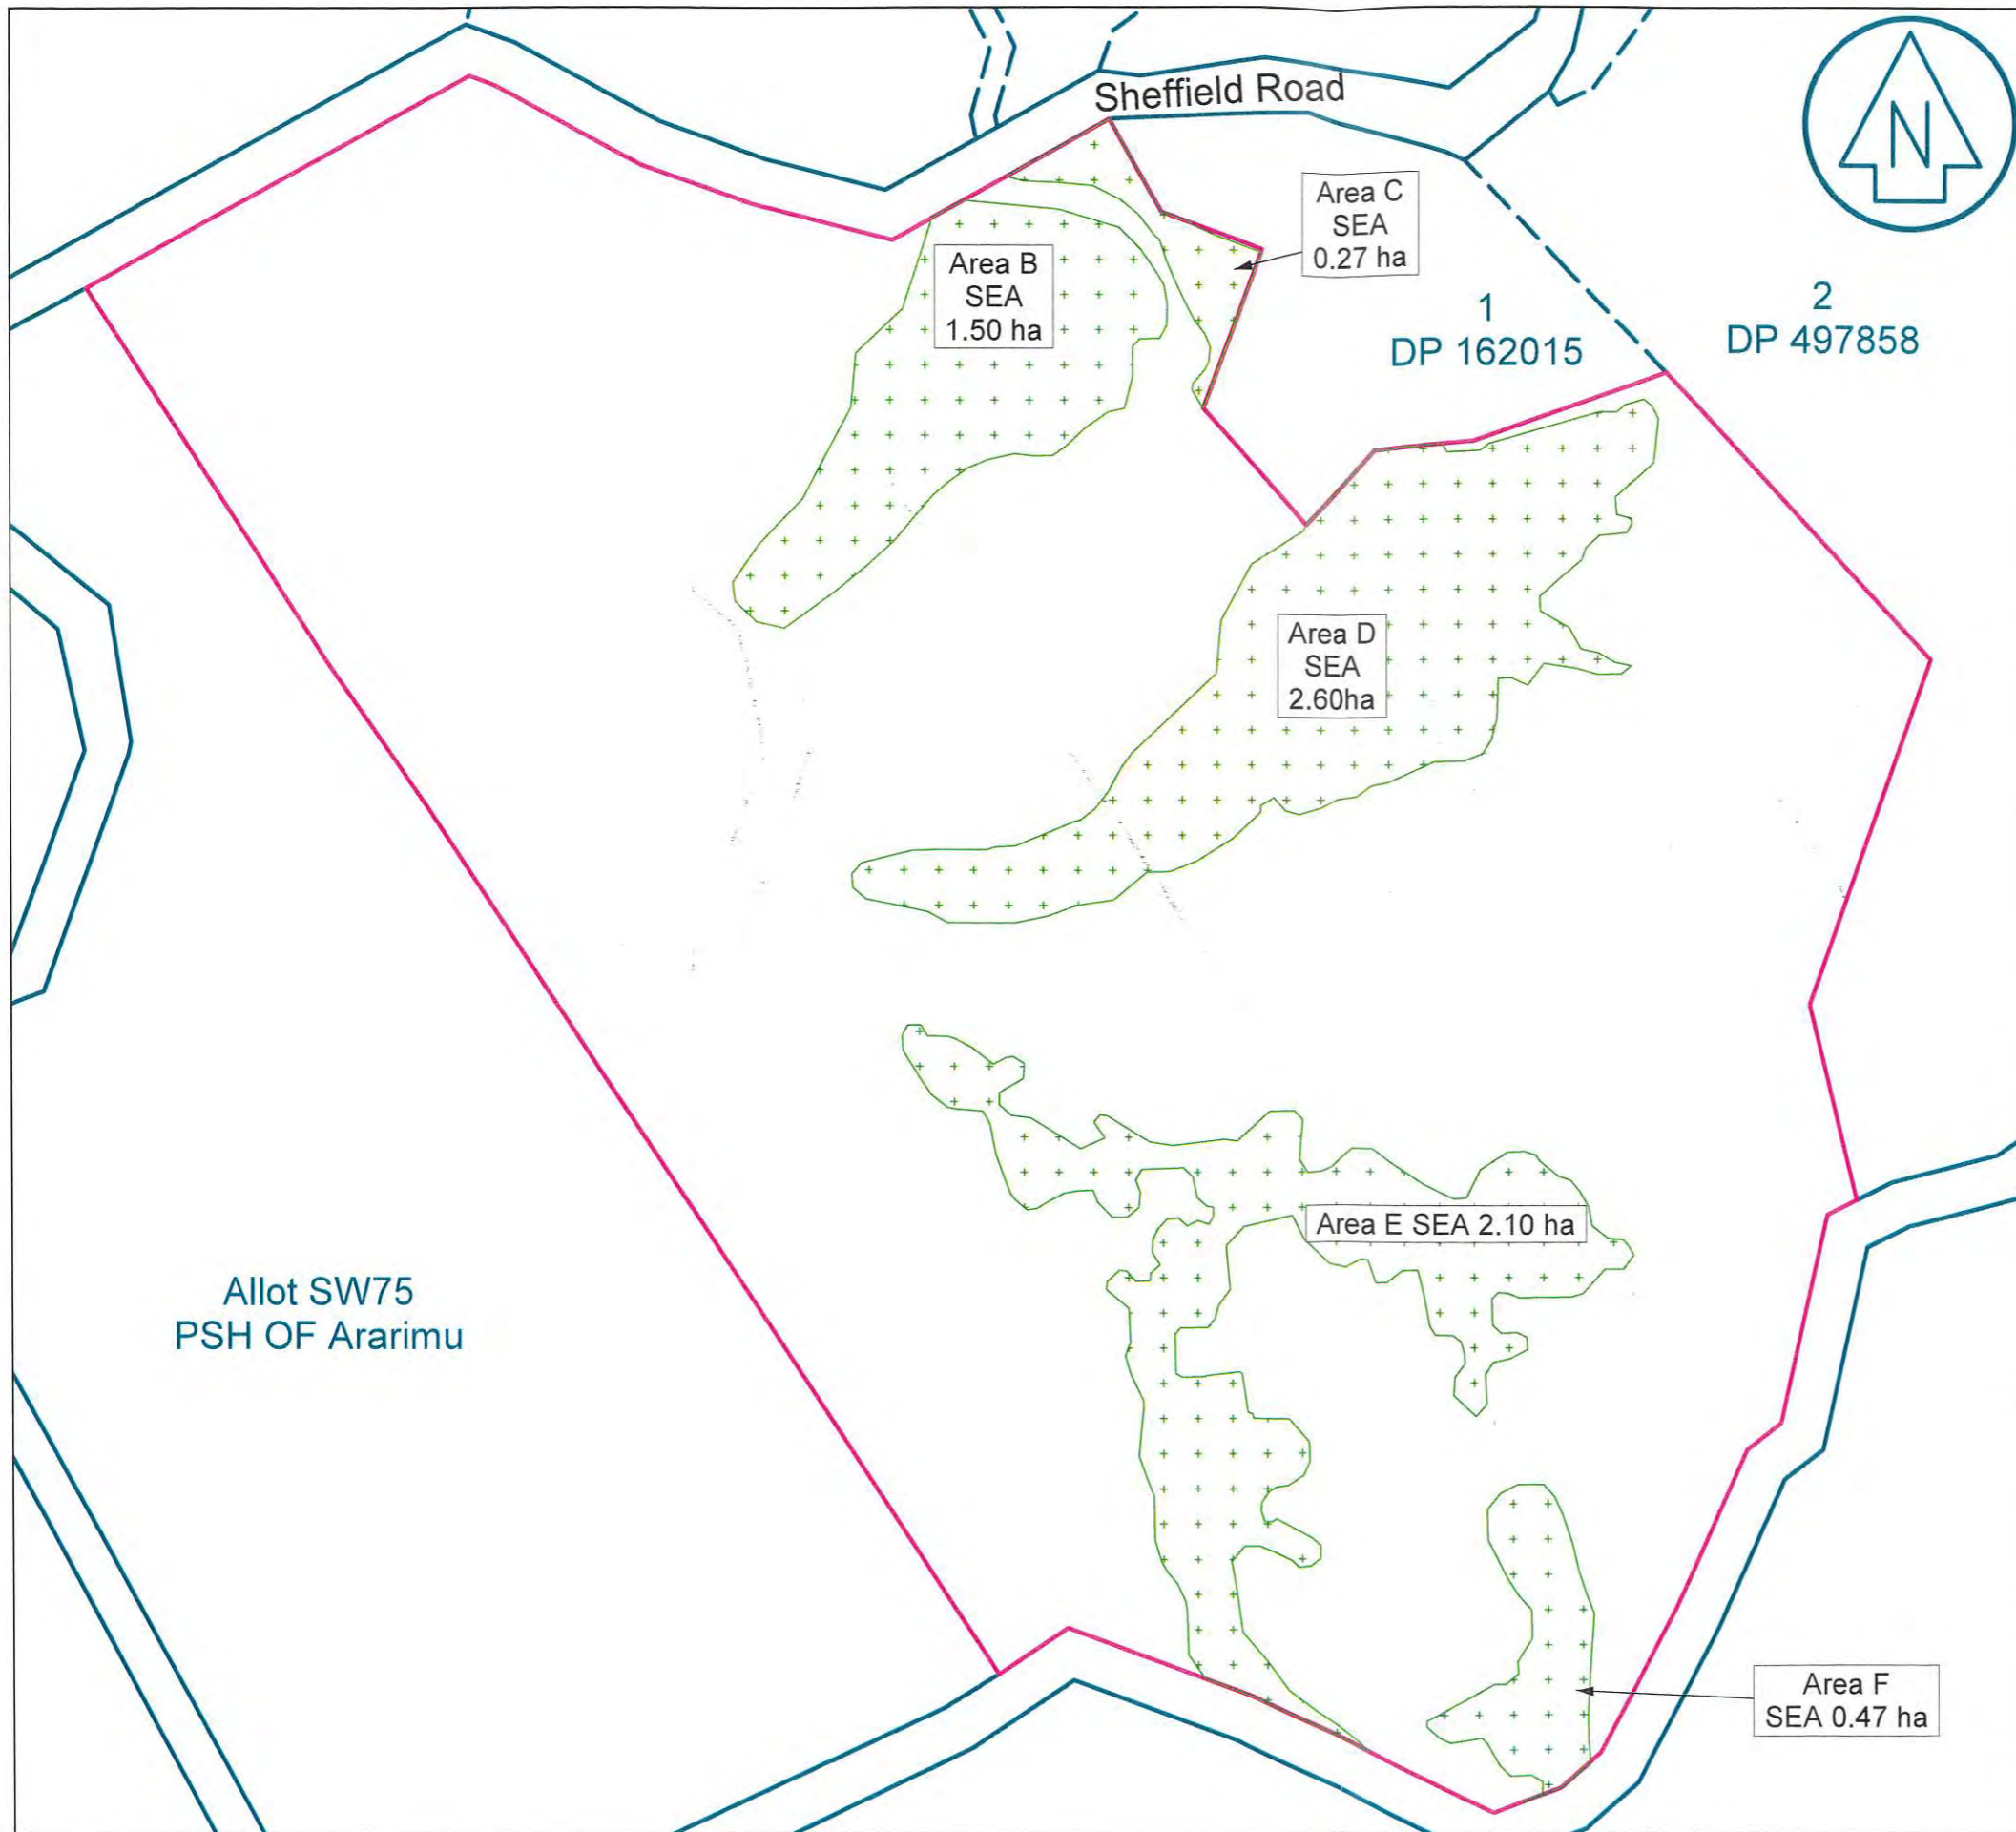 Sheffield Road
N
Area C
SEA
0.27 ha
Area B
SEA
1.50 ha
1
DP 162015
2
DP 497858
Area D
SEA
2.60ha
Area E SEA 2.10 ha
Allot SW75
PSH OF Ararimu
Area F
SEA 0.47 ha